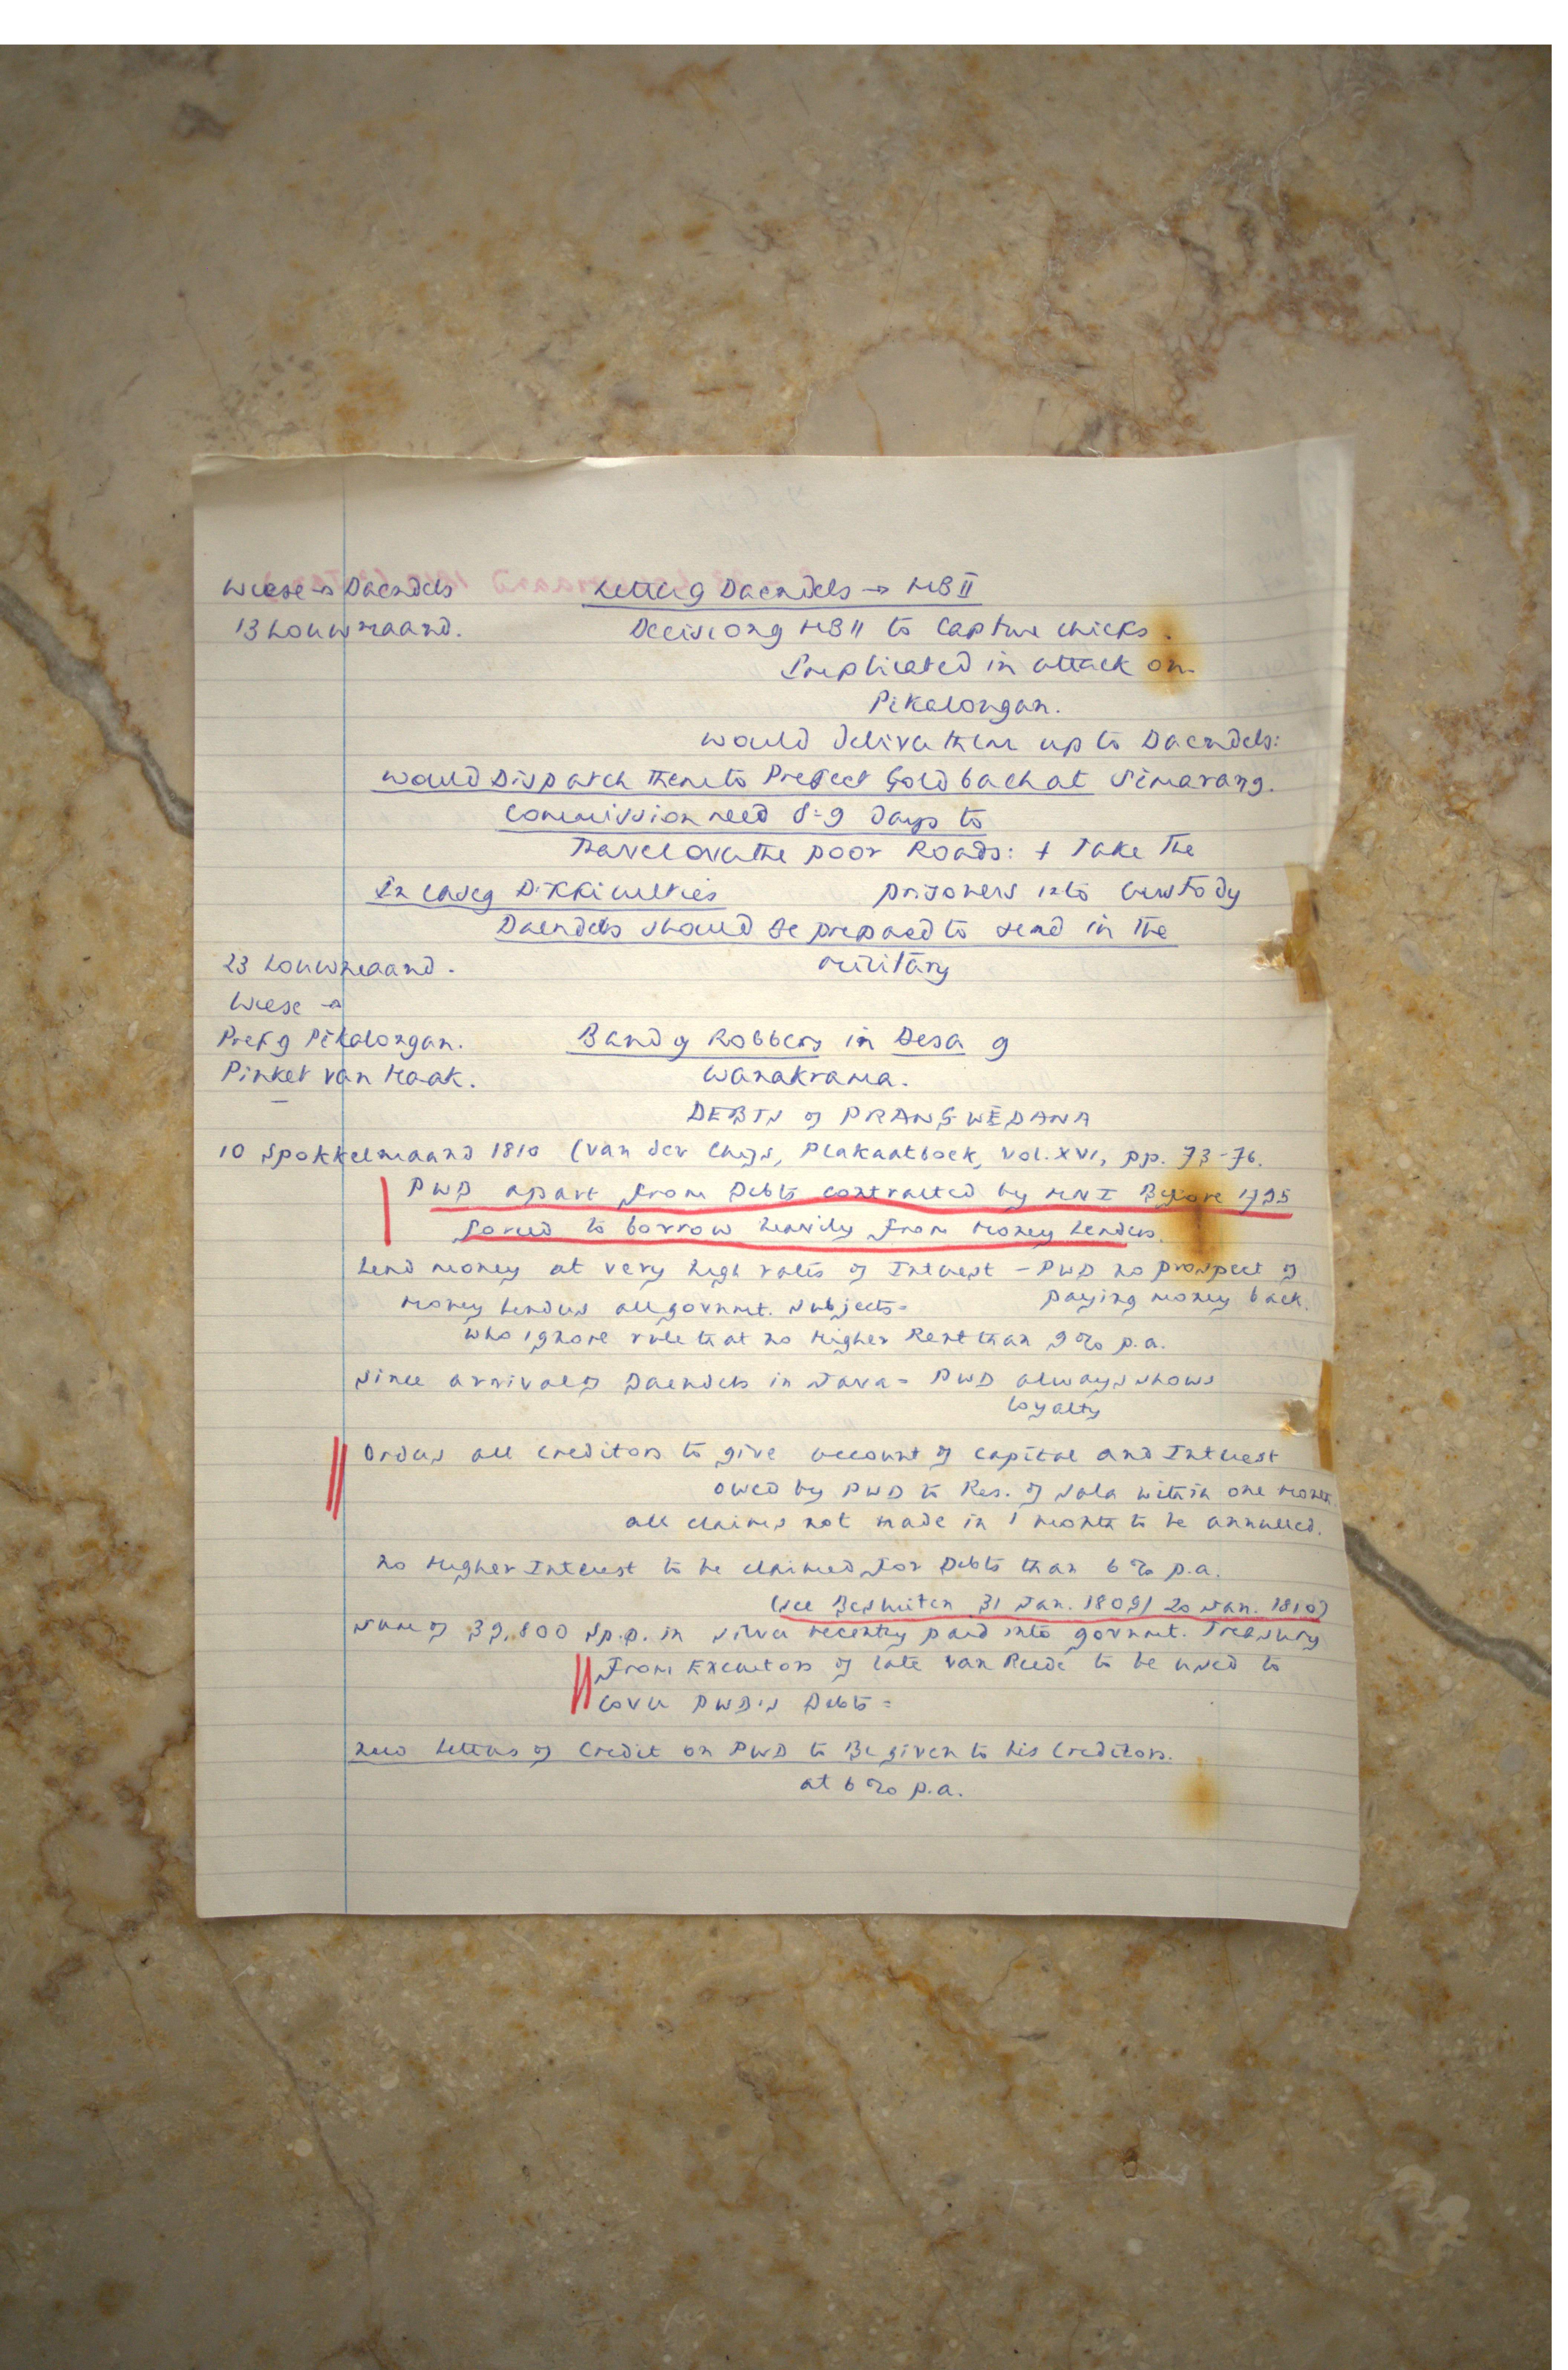 Wiese → Daendels Letter of Daendels → HB II
13 Louwmaand. Decision of HB II to capture chiefs.
Implicated in attack on
Pikalongan.
would deliver them up to Daendels:
would Dispatch them to Prefect Goldbach at Semarang.
Commission need 8-9 days to
Travel over the poor Roads: + Take The
In case of Difficulties prisoners into custody
Daendels should be prepared to send in the
23 Louwmaand. military
Wiese →
Pref of Pikalongan. Band of Robbers in Desa of
Pinket van Haak. Wanakrama.
DEBTS of PRANGWĔDANA
10 Spokkelmaand 1810 (van der Chijs, Plakaatboek, vol. XVI, pp. 73-76.
PWD apart from Debts contracted by MN I Before 1795
forced to borrow heavily from Money Lenders.
Lend money at very high rates of Interest - PWD no prospect of
Money Lenders all govnmt. subjects - paying money back.
who ignore rule that no Higher Rent than 9% p.a.
Since arrival of Daendels in Java - PWD always shows
loyalty
Orders all creditors to give account of capital and Interest
owed by PWD to Res. of Sala within one month
all claims not made in 1 month to be annulled.
No Higher Interest to be claimed for Debts than 6% p.a.
(see Besluiten 31 Jan. 1809/ 20 Jan. 1810)
Sum of 39,800 Sp.p. in silver recently paid into govnmt. Treasury
From Executors of late van Reede to be used to
cover PWD's Debts -
New Letters of Credit on PWD to Be given to his Creditors.
at 6% p.a.